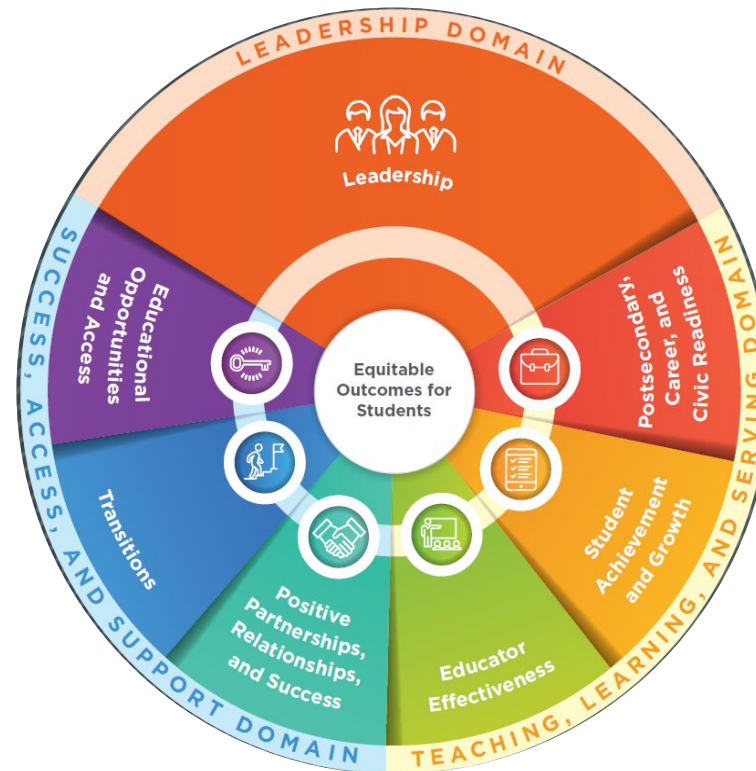 LEADERSHIP DOMAIN
Leadership
Postsecondary,
Career, and
Civic Readiness
Student
Achievement
and Growth
Educator
Effectiveness
TEACHING, LEARNING, AND SERVING DOMAIN
Positive
Partnerships,
Relationships,
and Success
Transitions
Educational
Opportunities
and Access
SUCCESS, ACCESS, AND SUPPORT DOMAIN
Equitable
Outcomes for
Students